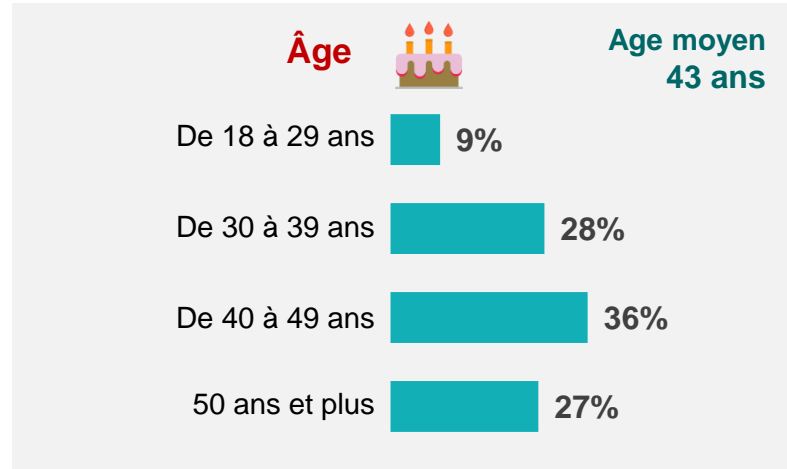 Âge
Age moyen
43 ans
De 18 à 29 ans 9%
De 30 à 39 ans 28%
De 40 à 49 ans 36%
50 ans et plus 27%